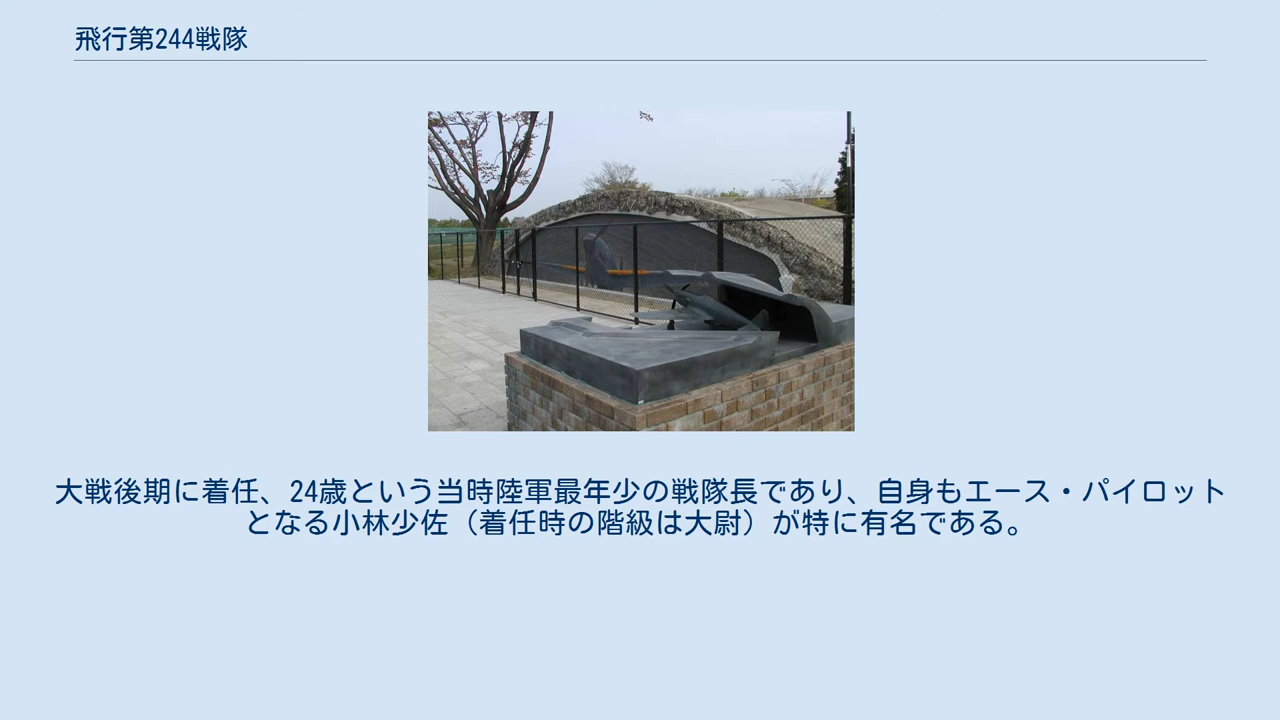 飛行第244戦隊
大戦後期に着任、24歳という当時陸軍最年少の戦隊長であり、自身もエース・パイロット
となる小林少佐（着任時の階級は大尉）が特に有名である。